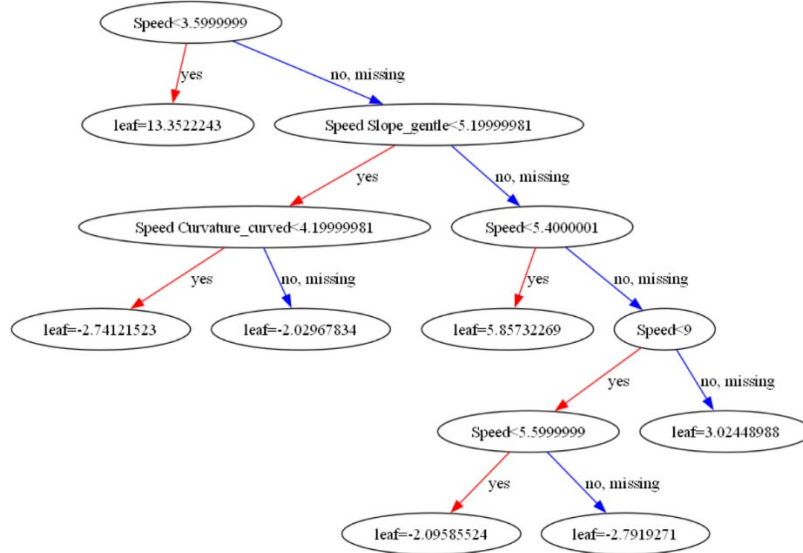 Speed<3.5999999
yes
no, missing
leaf=13.3522243
Speed Slope_gentle<5.19999981
yes
no, missing
Speed Curvature_curved<4.19999981
Speed<5.4000001
yes
no, missing
yes
no, missing
leaf=-2.74121523
leaf=-2.02967834
leaf=5.85732269
Speed<9
yes
no, missing
Speed<5.5999999
leaf=3.02448988
yes
no, missing
leaf=-2.09585524
leaf=-2.7919271